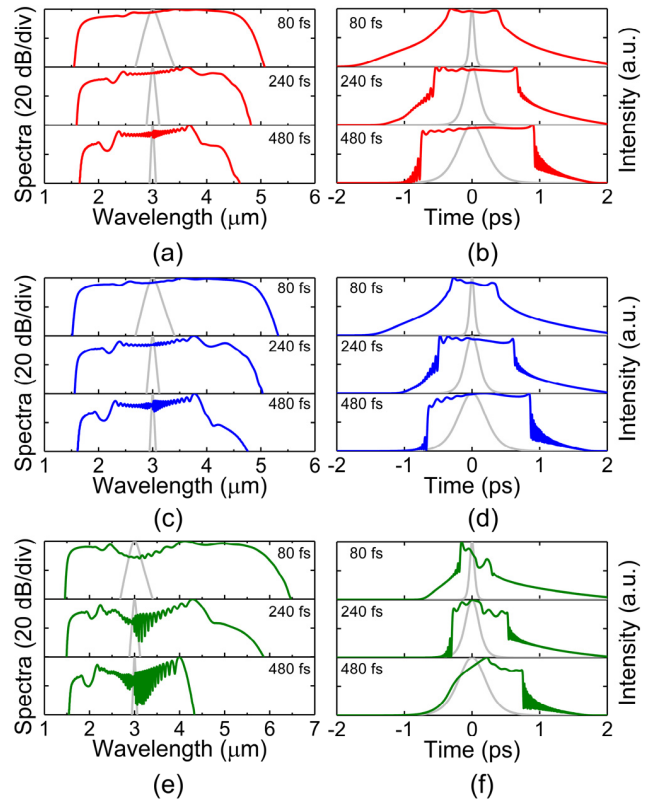 Spectra (20 dB/div)
80 fs
240 fs
480 fs
1 2 3 4 5 6
Wavelength (μm)
(a)
80 fs
240 fs
480 fs
-2 -1 0 1 2
Time (ps)
Intensity (a.u.)
(b)
Spectra (20 dB/div)
80 fs
240 fs
480 fs
1 2 3 4 5 6
Wavelength (μm)
(c)
80 fs
240 fs
480 fs
-2 -1 0 1 2
Time (ps)
Intensity (a.u.)
(d)
Spectra (20 dB/div)
80 fs
240 fs
480 fs
1 2 3 4 5 6 7
Wavelength (μm)
(e)
80 fs
240 fs
480 fs
-2 -1 0 1 2
Time (ps)
Intensity (a.u.)
(f)